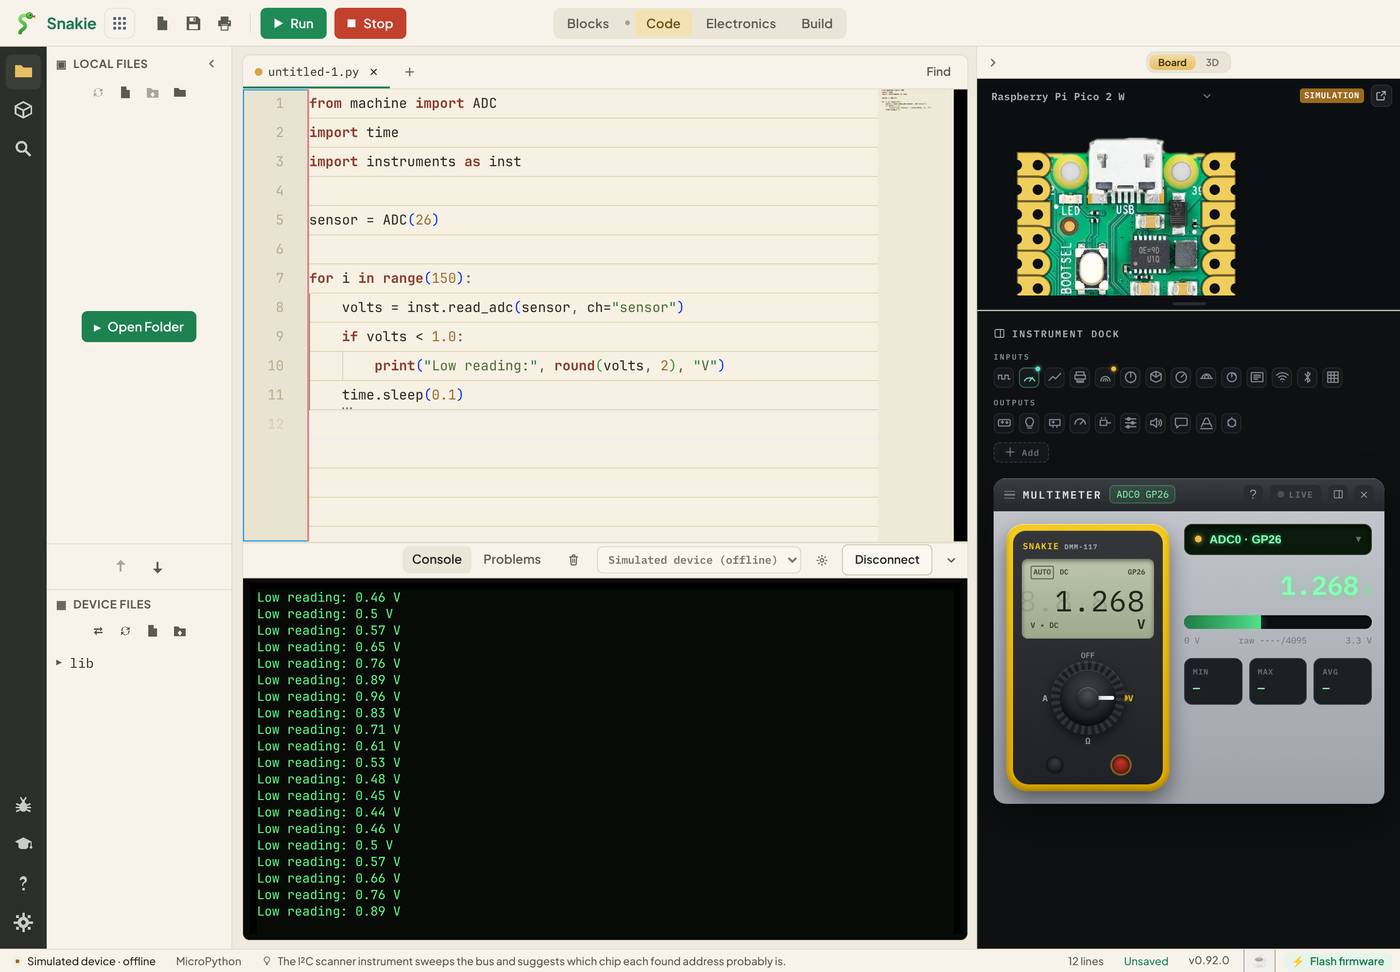 Snakie
Run
Stop
Blocks
Code
Electronics
Build
LOCAL FILES
Open Folder
DEVICE FILES
lib
untitled-1.py
Find
1 from machine import ADC
2 import time
3 import instruments as inst
4
5 sensor = ADC(26)
6
7 for i in range(150):
8 volts = inst.read_adc(sensor, ch="sensor")
9 if volts < 1.0:
10 print("Low reading:", round(volts, 2), "V")
11 time.sleep(0.1)
12
Console
Problems
Simulated device (offline)
Disconnect
Low reading: 0.46 V
Low reading: 0.5 V
Low reading: 0.57 V
Low reading: 0.65 V
Low reading: 0.76 V
Low reading: 0.89 V
Low reading: 0.96 V
Low reading: 0.83 V
Low reading: 0.71 V
Low reading: 0.61 V
Low reading: 0.53 V
Low reading: 0.48 V
Low reading: 0.45 V
Low reading: 0.44 V
Low reading: 0.46 V
Low reading: 0.5 V
Low reading: 0.57 V
Low reading: 0.66 V
Low reading: 0.76 V
Low reading: 0.89 V
Board
3D
Raspberry Pi Pico 2 W
SIMULATION
LED
USB
BOOTSEL
INSTRUMENT DOCK
INPUTS
OUTPUTS
Add
MULTIMETER
ADC0 GP26
?
LIVE
SNAKIE DMM-117
AUTO DC
GP26
1.268
V • DC
V
OFF
A
V
Ω
ADC0 · GP26
1.268
0 V
raw ----/4095
3.3 V
MIN
–
MAX
–
AVG
–
Simulated device · offline
MicroPython
The I²C scanner instrument sweeps the bus and suggests which chip each found address probably is.
12 lines
Unsaved
v0.92.0
Flash firmware